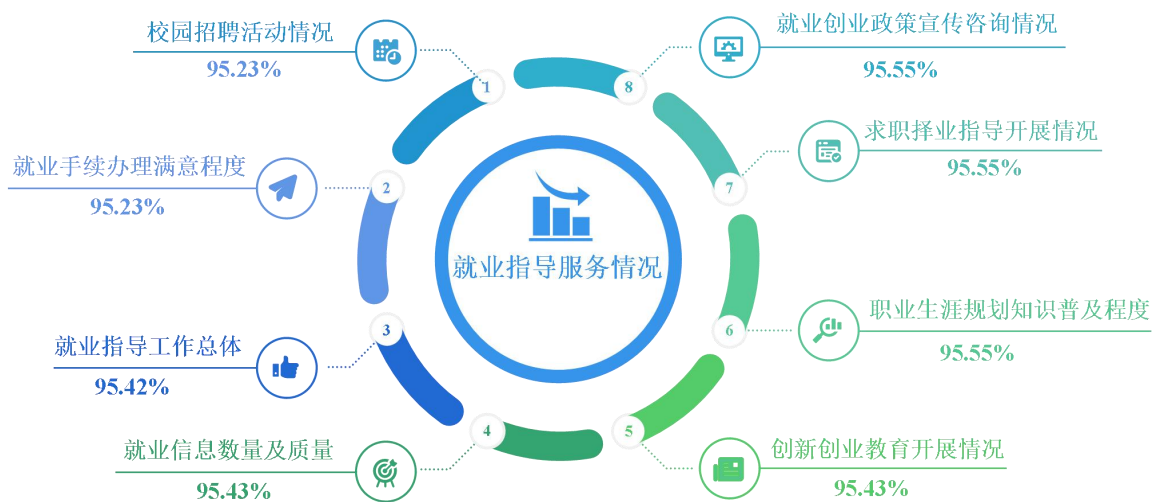 校园招聘活动情况
95.23%
1
就业手续办理满意程度
95.23%
2
就业指导工作总体
95.42%
3
就业信息数量及质量
95.43%
4
就业指导服务情况
创新创业教育开展情况
95.43%
5
职业生涯规划知识普及程度
95.55%
6
求职择业指导开展情况
95.55%
7
就业创业政策宣传咨询情况
95.55%
8